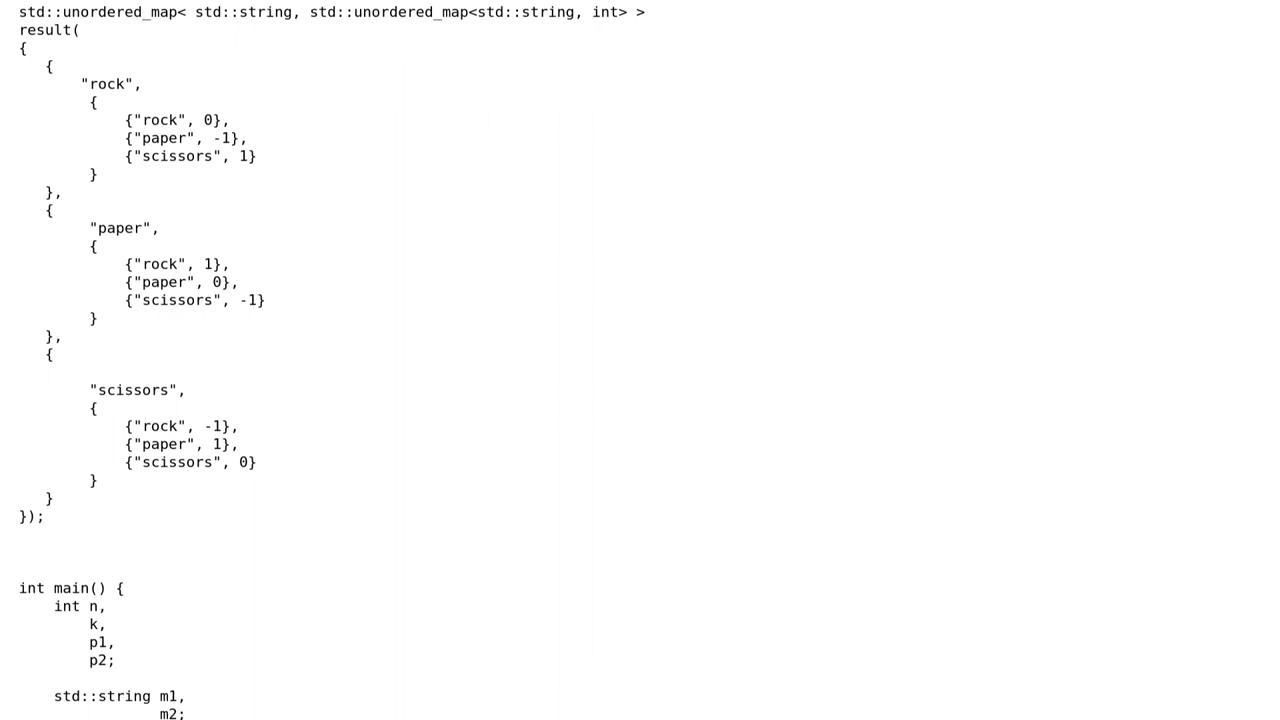 std::unordered_map< std::string, std::unordered_map<std::string, int> >
result(
{
   {
       "rock",
        {
            {"rock", 0},
            {"paper", -1},
            {"scissors", 1}
        }
   },
   {
        "paper",
        {
            {"rock", 1},
            {"paper", 0},
            {"scissors", -1}
        }
   },
   {

        "scissors",
        {
            {"rock", -1},
            {"paper", 1},
            {"scissors", 0}
        }
   }
});



int main() {
    int n,
        k,
        p1,
        p2;

    std::string m1,
                m2;